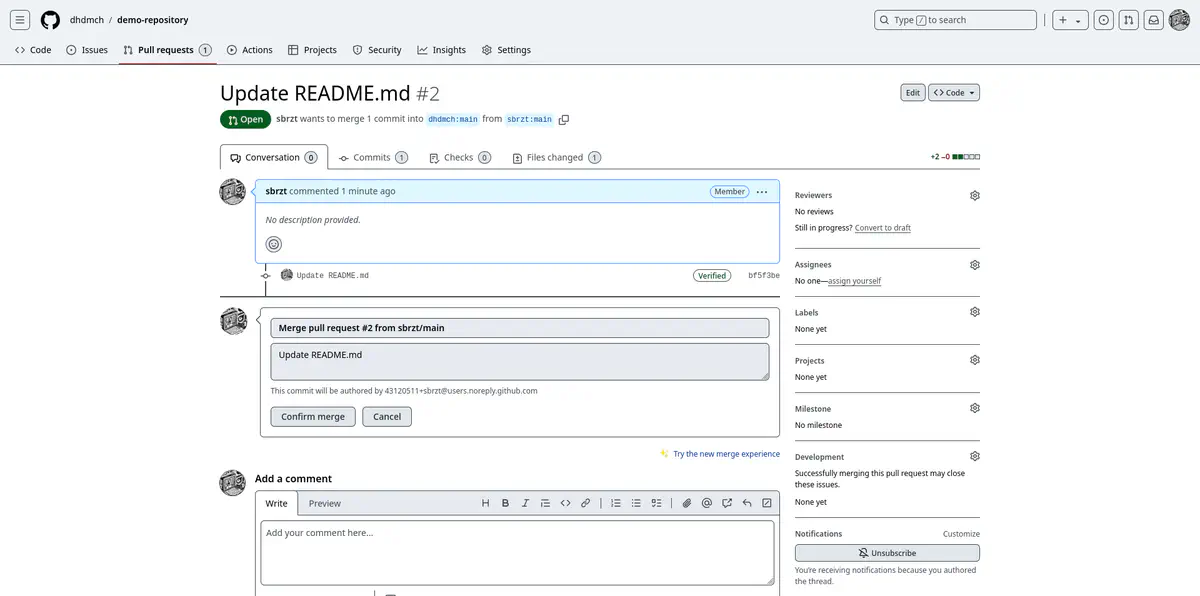 dhdmch / demo-repository
Type / to search
Code
Issues
Pull requests 1
Actions
Projects
Security
Insights
Settings
Update README.md #2
Edit
Code
Open
sbrzt wants to merge 1 commit into dhdmch:main from sbrzt:main
Conversation 0
Commits 1
Checks 0
Files changed 1
+2 −0
sbrzt commented 1 minute ago
Member
No description provided.
Update README.md
Verified
bf5f3be
Merge pull request #2 from sbrzt/main
Update README.md
This commit will be authored by 43120511+sbrzt@users.noreply.github.com
Confirm merge
Cancel
Try the new merge experience
Add a comment
Write
Preview
Add your comment here...
Reviewers
No reviews
Still in progress? Convert to draft
Assignees
No one—assign yourself
Labels
None yet
Projects
None yet
Milestone
No milestone
Development
Successfully merging this pull request may close
these issues.
None yet
Notifications
Customize
Unsubscribe
You're receiving notifications because you authored
the thread.